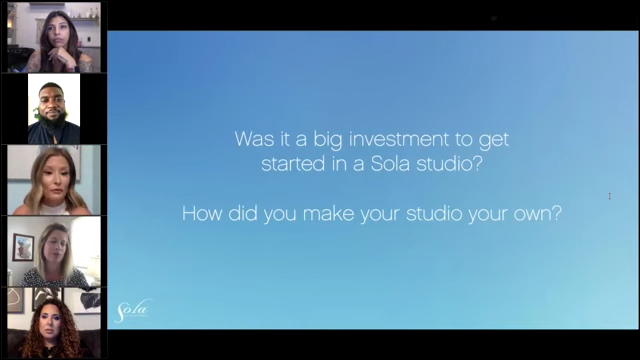 Was it a big investment to get
started in a Sola studio?
How did you make your studio your own?
Sola